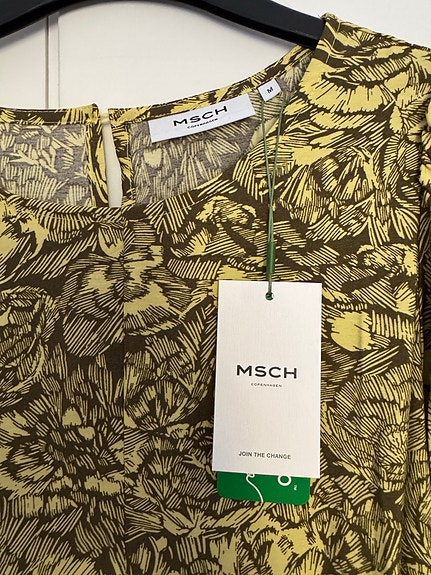 MSCH
COPENHAGEN
M
MSCH
COPENHAGEN
JOIN THE CHANGE